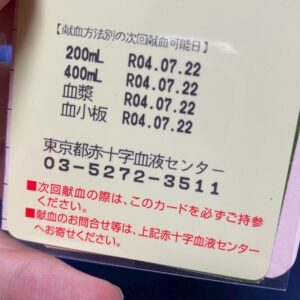 【献血方法別の次回献血可能日】
200mL R04.07.22
400mL R04.07.22
血漿 R04.07.22
血小板 R04.07.22
東京都赤十字血液センター
03-5272-3511
■次回献血の際は、このカードを必ずご持参
ください。
■献血のお問合せ等は、上記赤十字血液センター
へお寄せください。